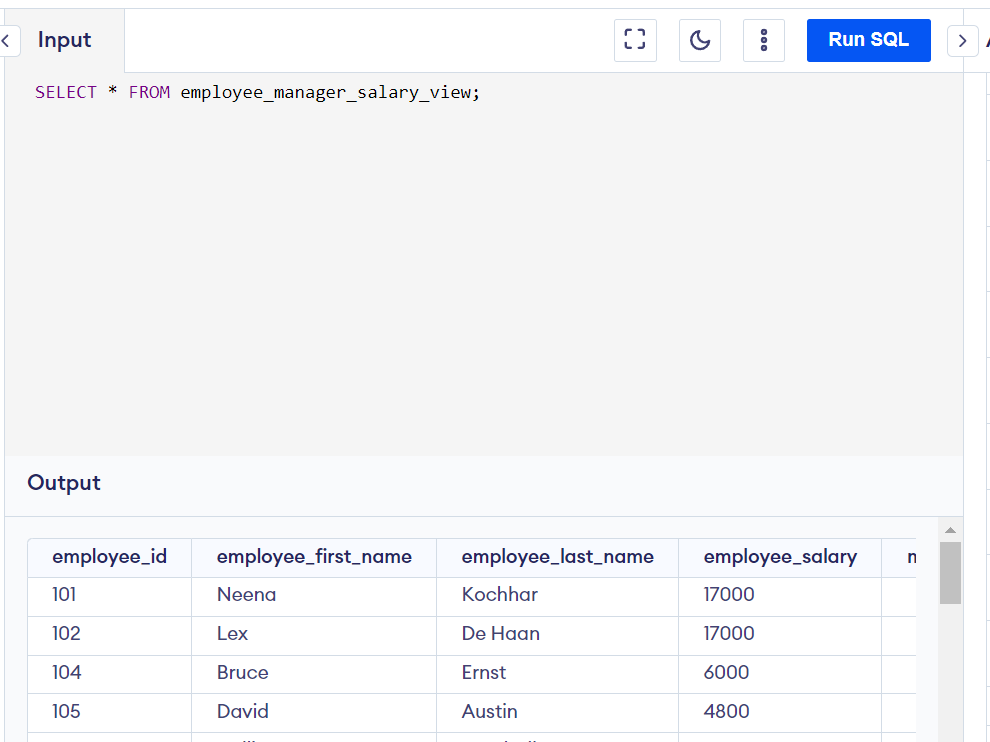 Input
Run SQL
SELECT * FROM employee_manager_salary_view;
Output
employee_id employee_first_name employee_last_name employee_salary
101 Neena Kochhar 17000
102 Lex De Haan 17000
104 Bruce Ernst 6000
105 David Austin 4800